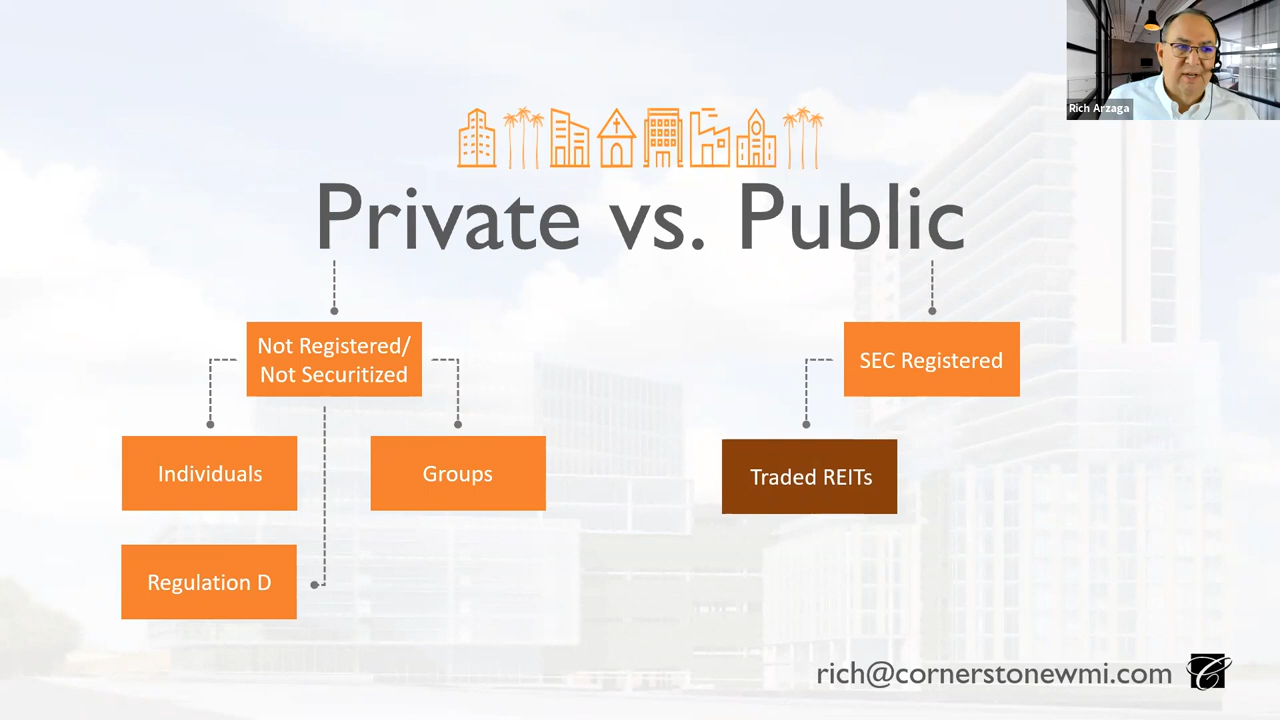 Rich Arzaga
Private vs. Public
Not Registered/
Not Securitized
SEC Registered
Individuals
Groups
Traded REITs
Regulation D
rich@cornerstonewmi.com